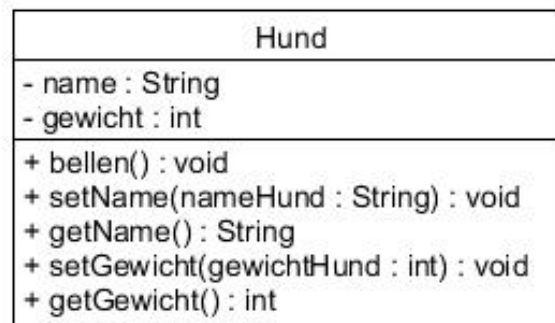 Hund
- name : String
- gewicht : int
+ bellen() : void
+ setName(nameHund : String) : void
+ getName() : String
+ setGewicht(gewichtHund : int) : void
+ getGewicht() : int